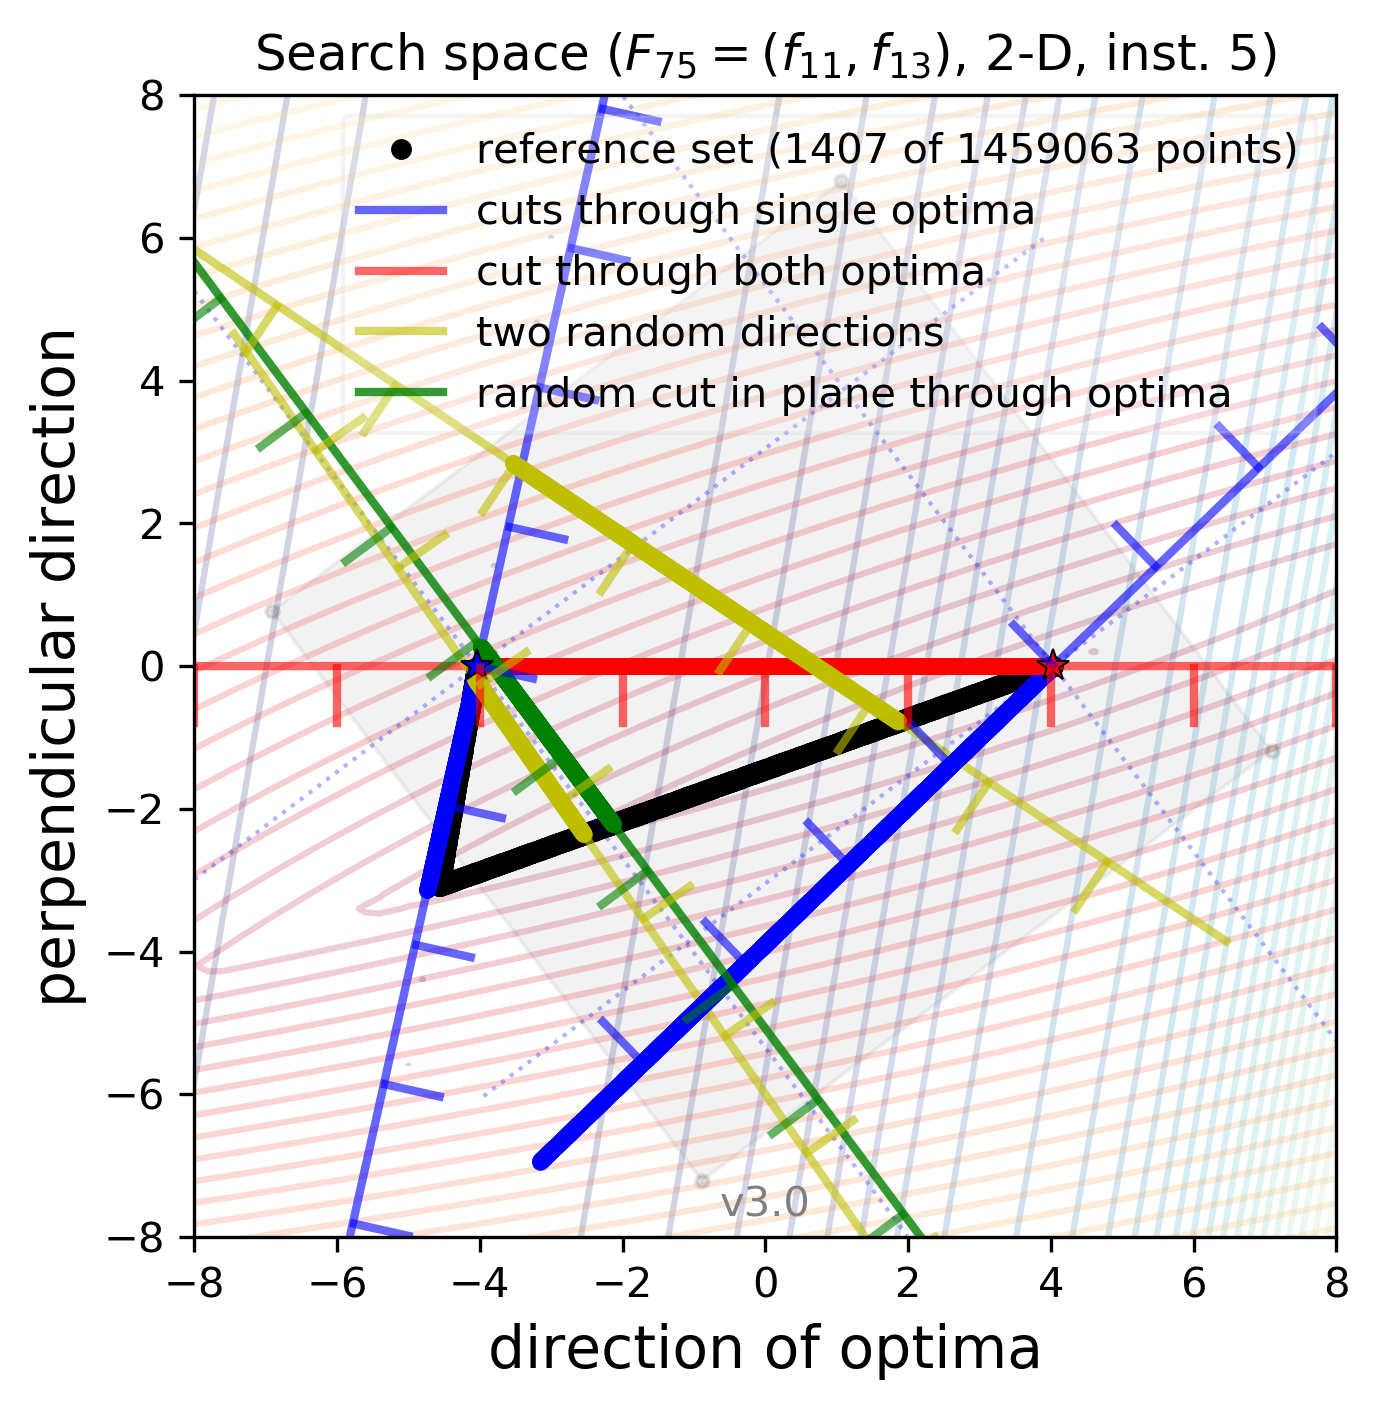 Search space (F75 = (f11, f13), 2-D, inst. 5)
reference set (1407 of 1459063 points)
cuts through single optima
cut through both optima
two random directions
random cut in plane through optima
8
6
4
2
0
−2
−4
−6
−8
perpendicular direction
v3.0
−8 −6 −4 −2 0 2 4 6 8
direction of optima